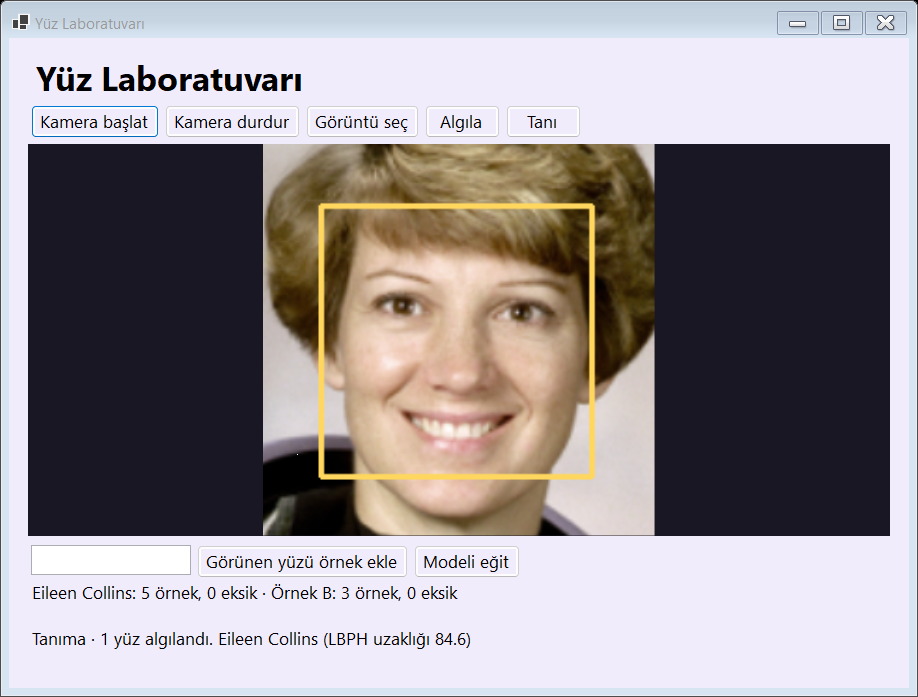 Yüz Laboratuvarı
Yüz Laboratuvarı
Kamera başlat Kamera durdur Görüntü seç Algıla Tanı
Görünen yüzü örnek ekle Modeli eğit
Eileen Collins: 5 örnek, 0 eksik · Örnek B: 3 örnek, 0 eksik
Tanıma · 1 yüz algılandı. Eileen Collins (LBPH uzaklığı 84.6)